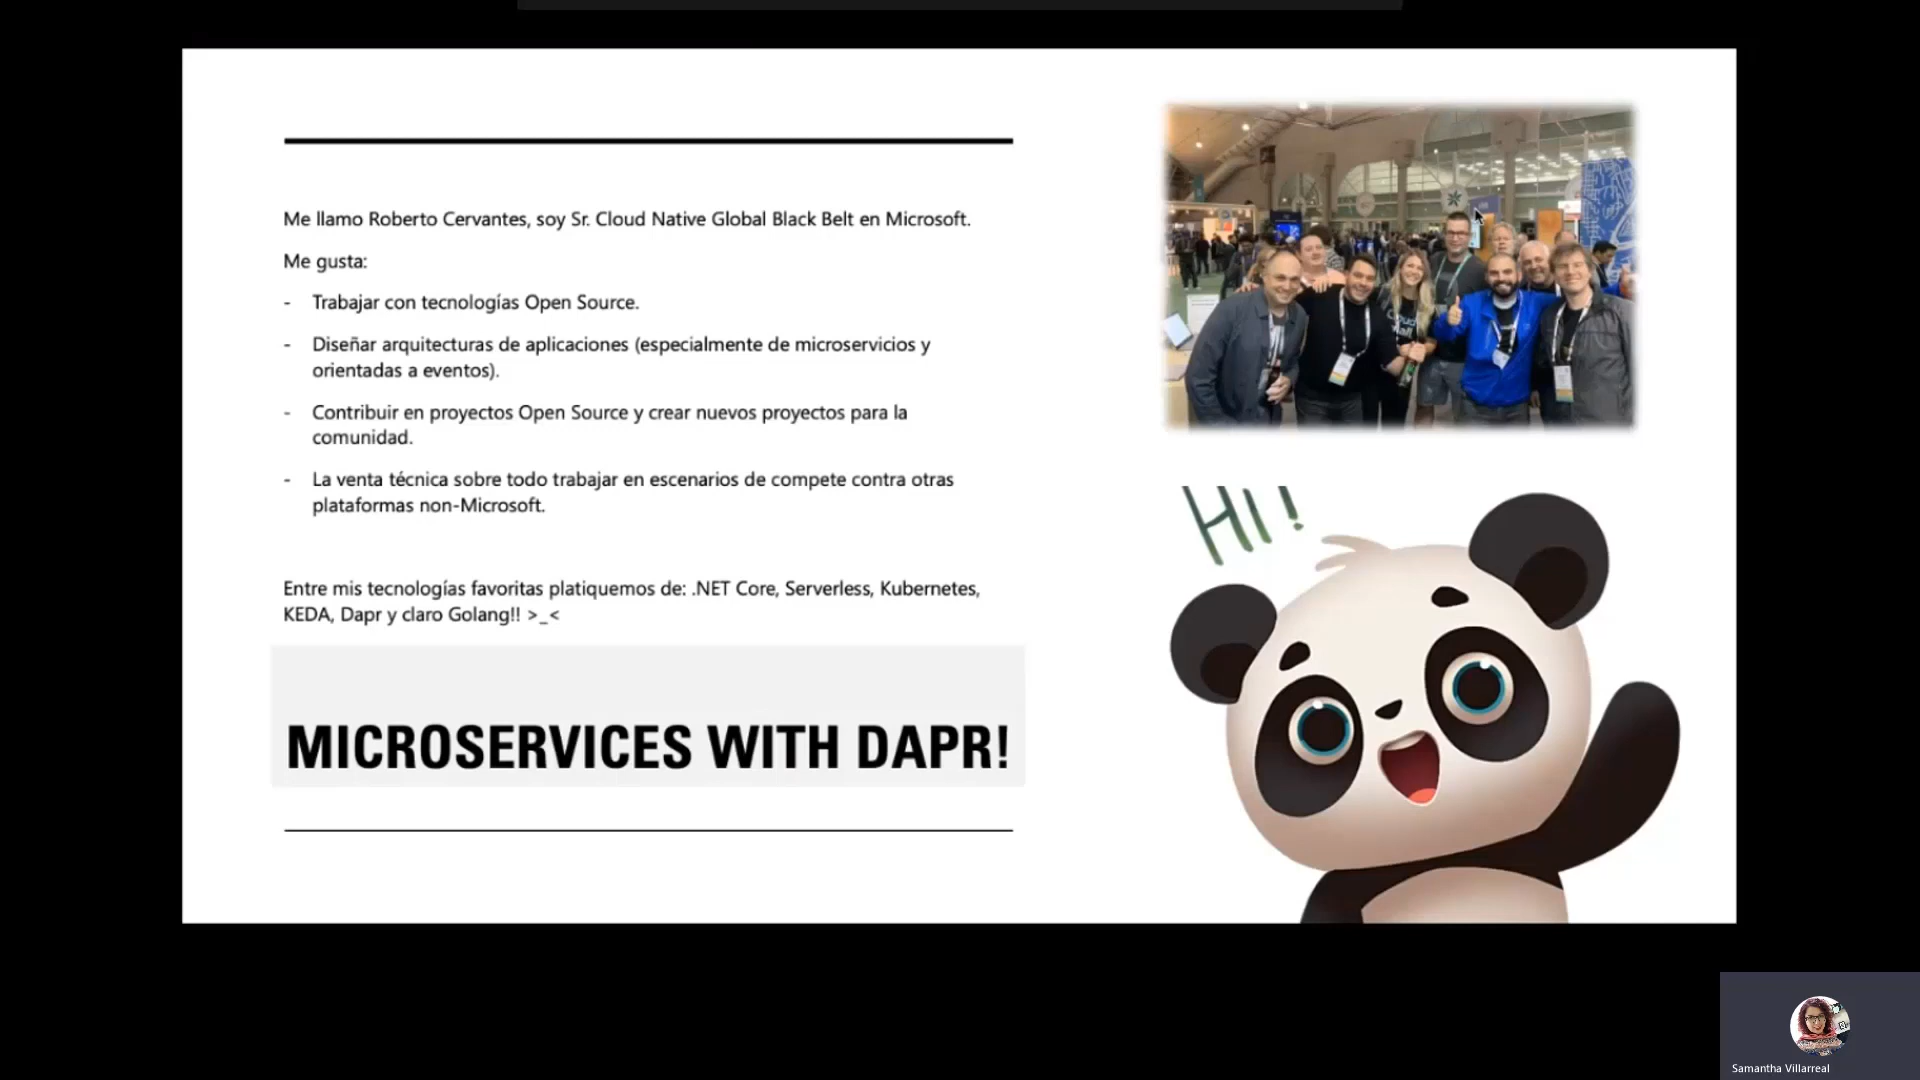 Me llamo Roberto Cervantes, soy Sr. Cloud Native Global Black Belt en Microsoft.
Me gusta:
- Trabajar con tecnologías Open Source.
- Diseñar arquitecturas de aplicaciones (especialmente de microservicios y
orientadas a eventos).
- Contribuir en proyectos Open Source y crear nuevos proyectos para la
comunidad.
- La venta técnica sobre todo trabajar en escenarios de compete contra otras
plataformas non-Microsoft.
Entre mis tecnologías favoritas platiquemos de: .NET Core, Serverless, Kubernetes,
KEDA, Dapr y claro Golang!! >_<
MICROSERVICES WITH DAPR!
Hi!
Samantha Villarreal